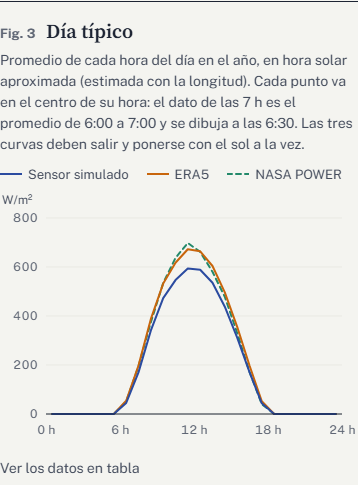 Fig. 3 Día típico
Promedio de cada hora del día en el año, en hora solar
aproximada (estimada con la longitud). Cada punto va
en el centro de su hora: el dato de las 7 h es el
promedio de 6:00 a 7:00 y se dibuja a las 6:30. Las tres
curvas deben salir y ponerse con el sol a la vez.
Sensor simulado ERA5 NASA POWER
W/m²
800
600
400
200
0
0 h 6 h 12 h 18 h 24 h
Ver los datos en tabla